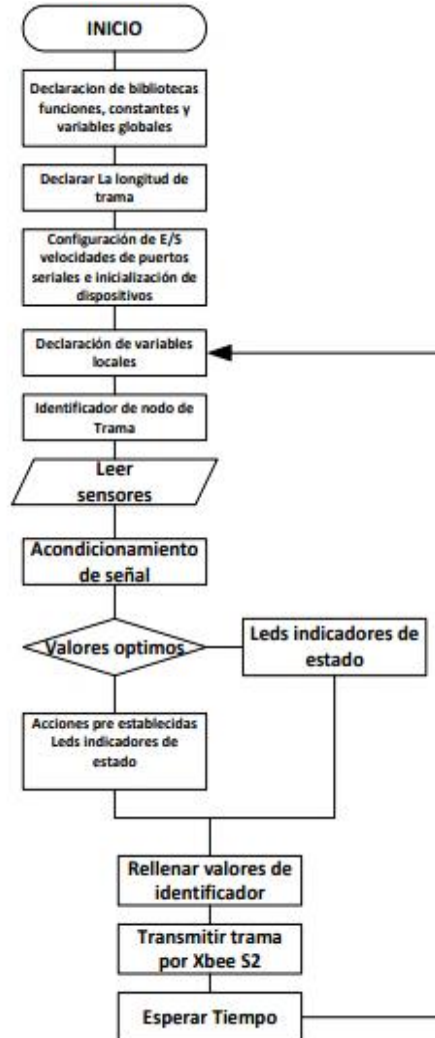 INICIO
Declaracion de bibliotecas
funciones, constantes y
variables globales
Declarar La longitud de
trama
Configuración de E/S
velocidades de puertos
seriales e inicialización de
dispositivos
Declaración de variables
locales
Identificador de nodo de
Trama
Leer
sensores
Acondicionamiento
de señal
Valores optimos
Leds indicadores de
estado
Acciones pre establecidas
Leds indicadores de
estado
Rellenar valores de
identificador
Transmitir trama
por Xbee S2
Esperar Tiempo